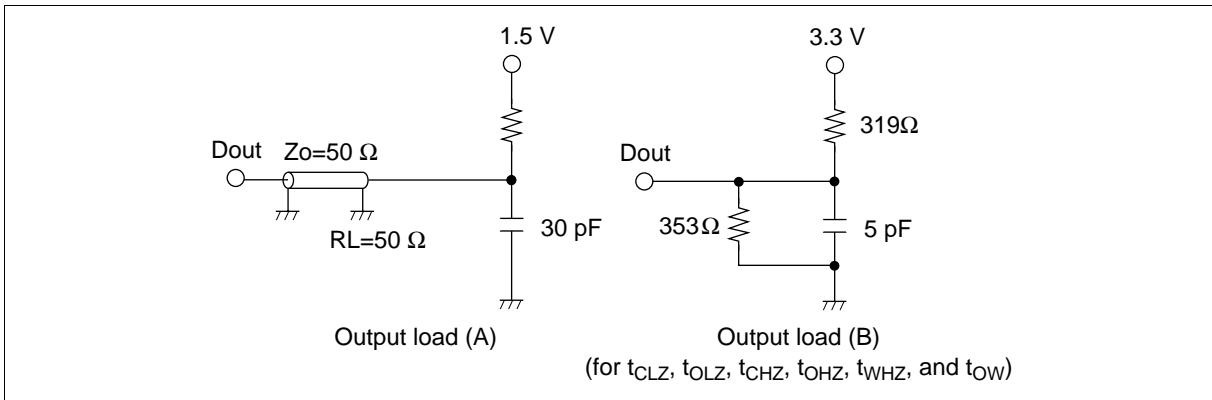 1.5 V
Dout
Zo=50 Ω
RL=50 Ω
30 pF
Output load (A)
3.3 V
319Ω
Dout
353Ω
5 pF
Output load (B)
(for tCLZ, tOLZ, tCHZ, tOHZ, tWHZ, and tOW)